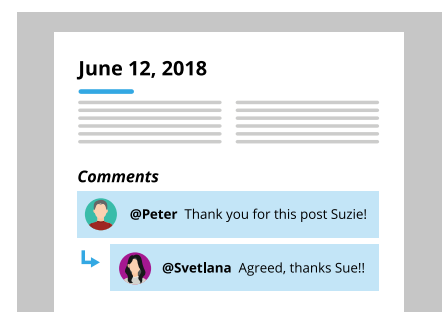 June 12, 2018
Comments
@Peter Thank you for this post Suzie!
@Svetlana Agreed, thanks Sue!!